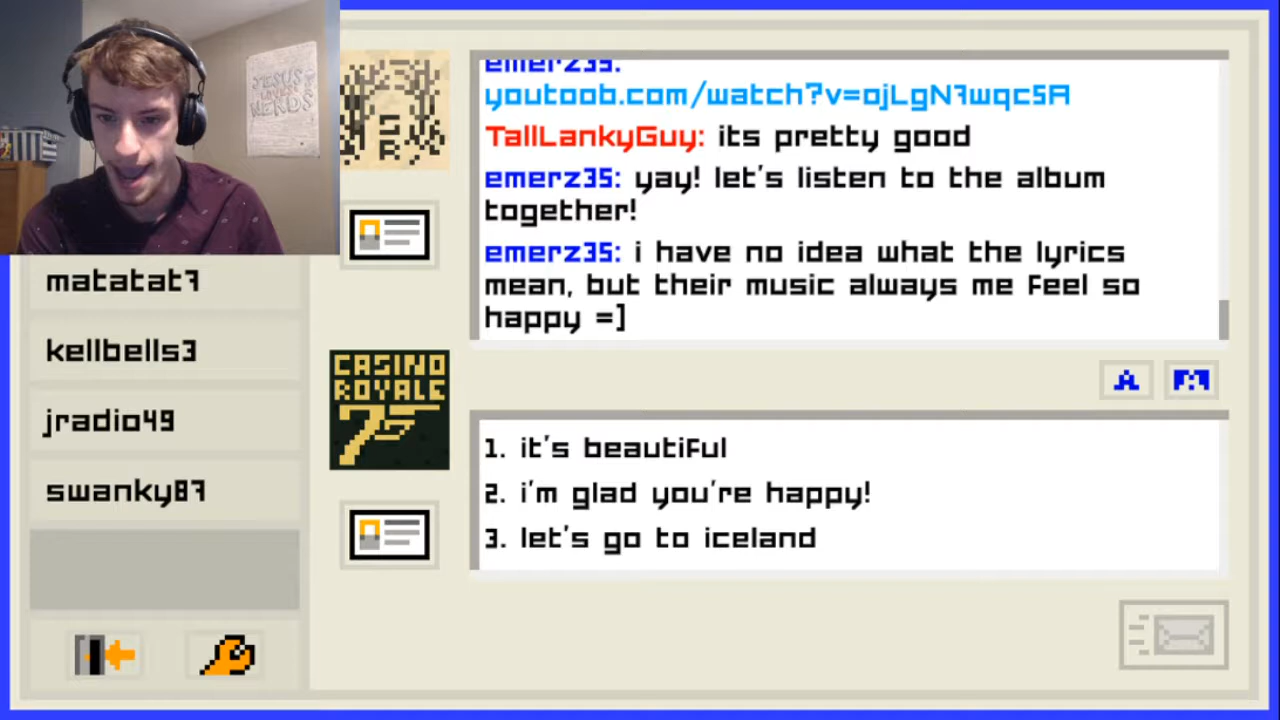 JESUS
NERDS
S
R
emerz35:
youtoob.com/watch?v=ojLgN7wqc5A
TallLankyGuy: its pretty good
emerz35: yay! let's listen to the album
together!
emerz35: i have no idea what the lyrics
mean, but their music always me feel so
happy =]
matatat7
kellbells3
jradio49
swanky87
CASINO
ROYALE
7
A
1. it's beautiful
2. i'm glad you're happy!
3. let's go to iceland